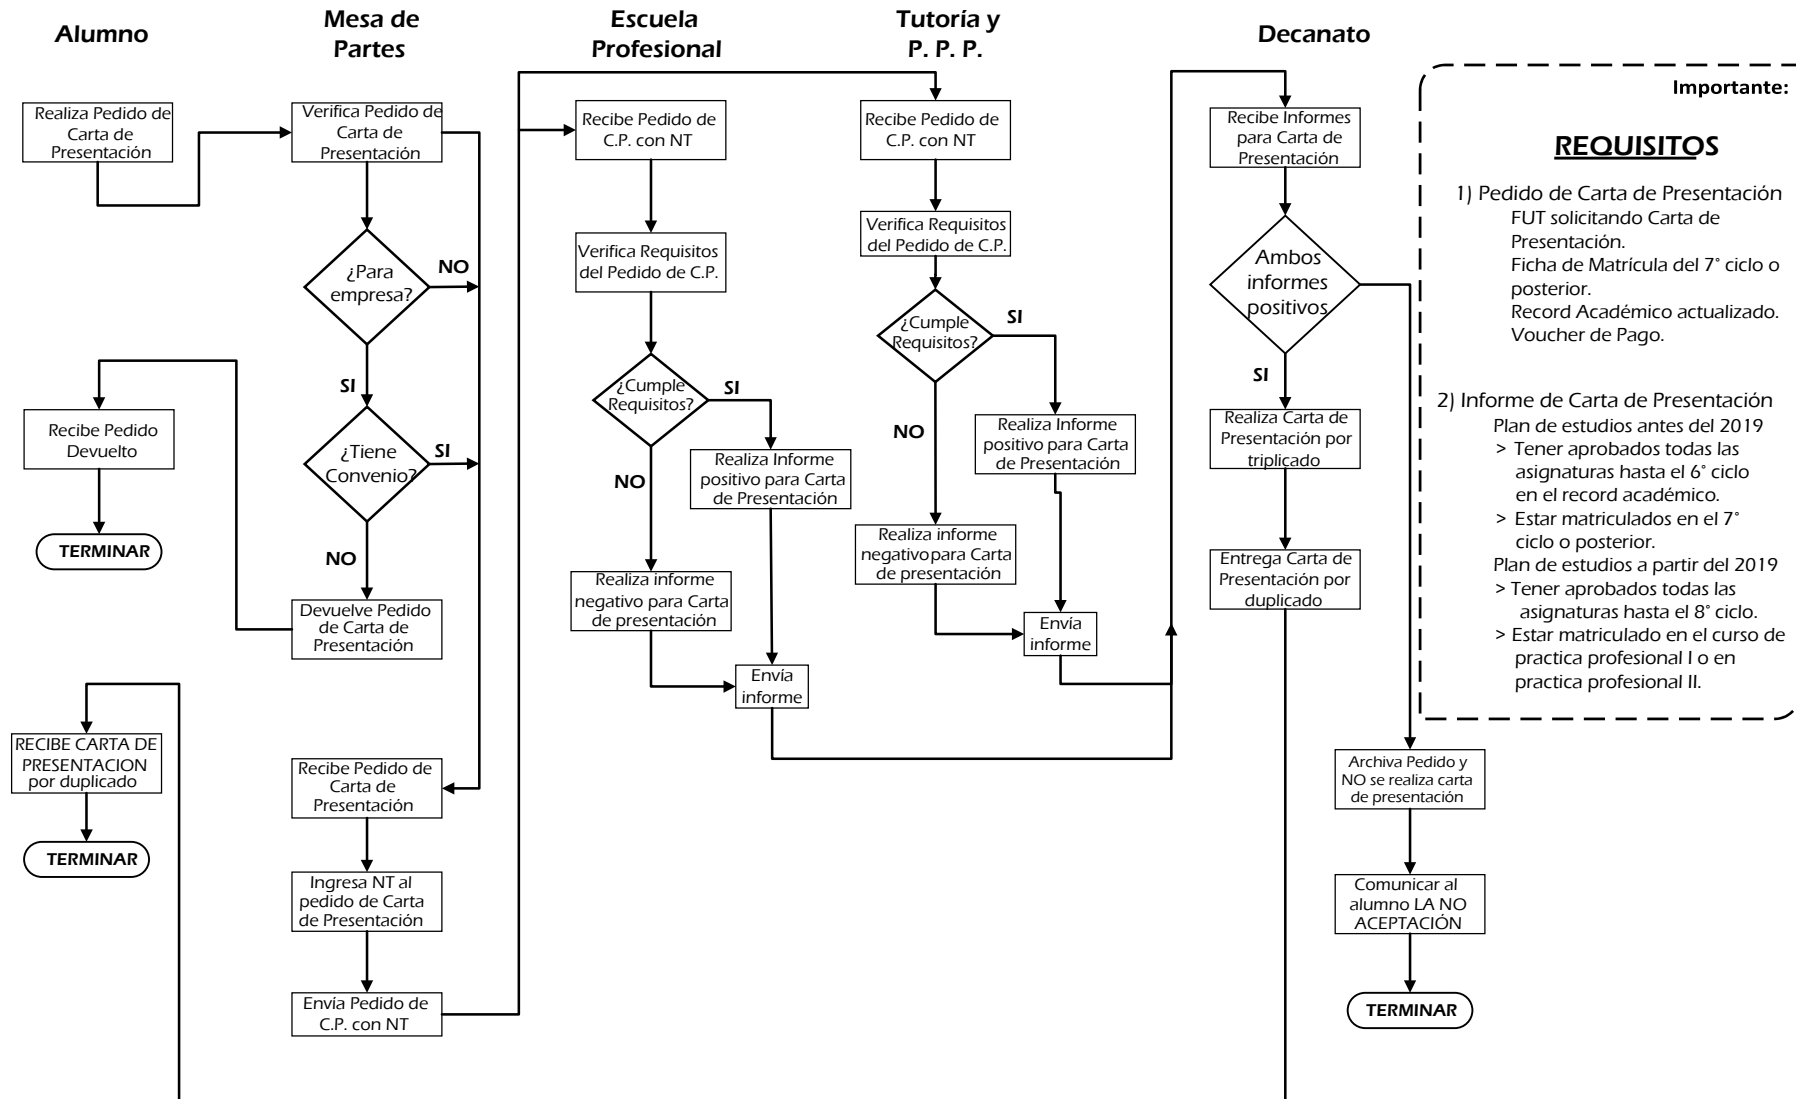 Alumno
Mesa de
Partes
Escuela
Profesional
Tutoría y
P. P. P.
Decanato
Realiza Pedido de
Carta de
Presentación
Recibe Pedido
Devuelto
TERMINAR
RECIBE CARTA DE
PRESENTACION
por duplicado
TERMINAR
Verifica Pedido de
Carta de
Presentación
¿Para
empresa?
NO
SI
¿Tiene
Convenio?
SI
NO
Devuelve Pedido
de Carta de
Presentación
Recibe Pedido de
Carta de
Presentación
Ingresa NT al
pedido de Carta
de Presentación
Envía Pedido de
C.P. con NT
Recibe Pedido de
C.P. con NT
Verifica Requisitos
del Pedido de C.P.
¿Cumple
Requisitos?
SI
NO
Realiza Informe
positivo para Carta
de Presentación
Realiza informe
negativo para Carta
de presentación
Envía
informe
Recibe Pedido de
C.P. con NT
Verifica Requisitos
del Pedido de C.P.
¿Cumple
Requisitos?
SI
NO
Realiza Informe
positivo para Carta
de Presentación
Realiza informe
negativo para Carta
de presentación
Envía
informe
Recibe Informes
para Carta de
Presentación
Ambos
informes
positivos
SI
Realiza Carta de
Presentación por
triplicado
Entrega Carta de
Presentación por
duplicado
Archiva Pedido y
NO se realiza carta
de presentación
Comunicar al
alumno LA NO
ACEPTACIÓN
TERMINAR
Importante:
REQUISITOS
1) Pedido de Carta de Presentación
FUT solicitando Carta de
Presentación.
Ficha de Matrícula del 7° ciclo o
posterior.
Record Académico actualizado.
Voucher de Pago.
2) Informe de Carta de Presentación
Plan de estudios antes del 2019
> Tener aprobados todas las
asignaturas hasta el 6° ciclo
en el record académico.
> Estar matriculados en el 7°
ciclo o posterior.
Plan de estudios a partir del 2019
> Tener aprobados todas las
asignaturas hasta el 8° ciclo.
> Estar matriculado en el curso de
practica profesional I o en
practica profesional II.